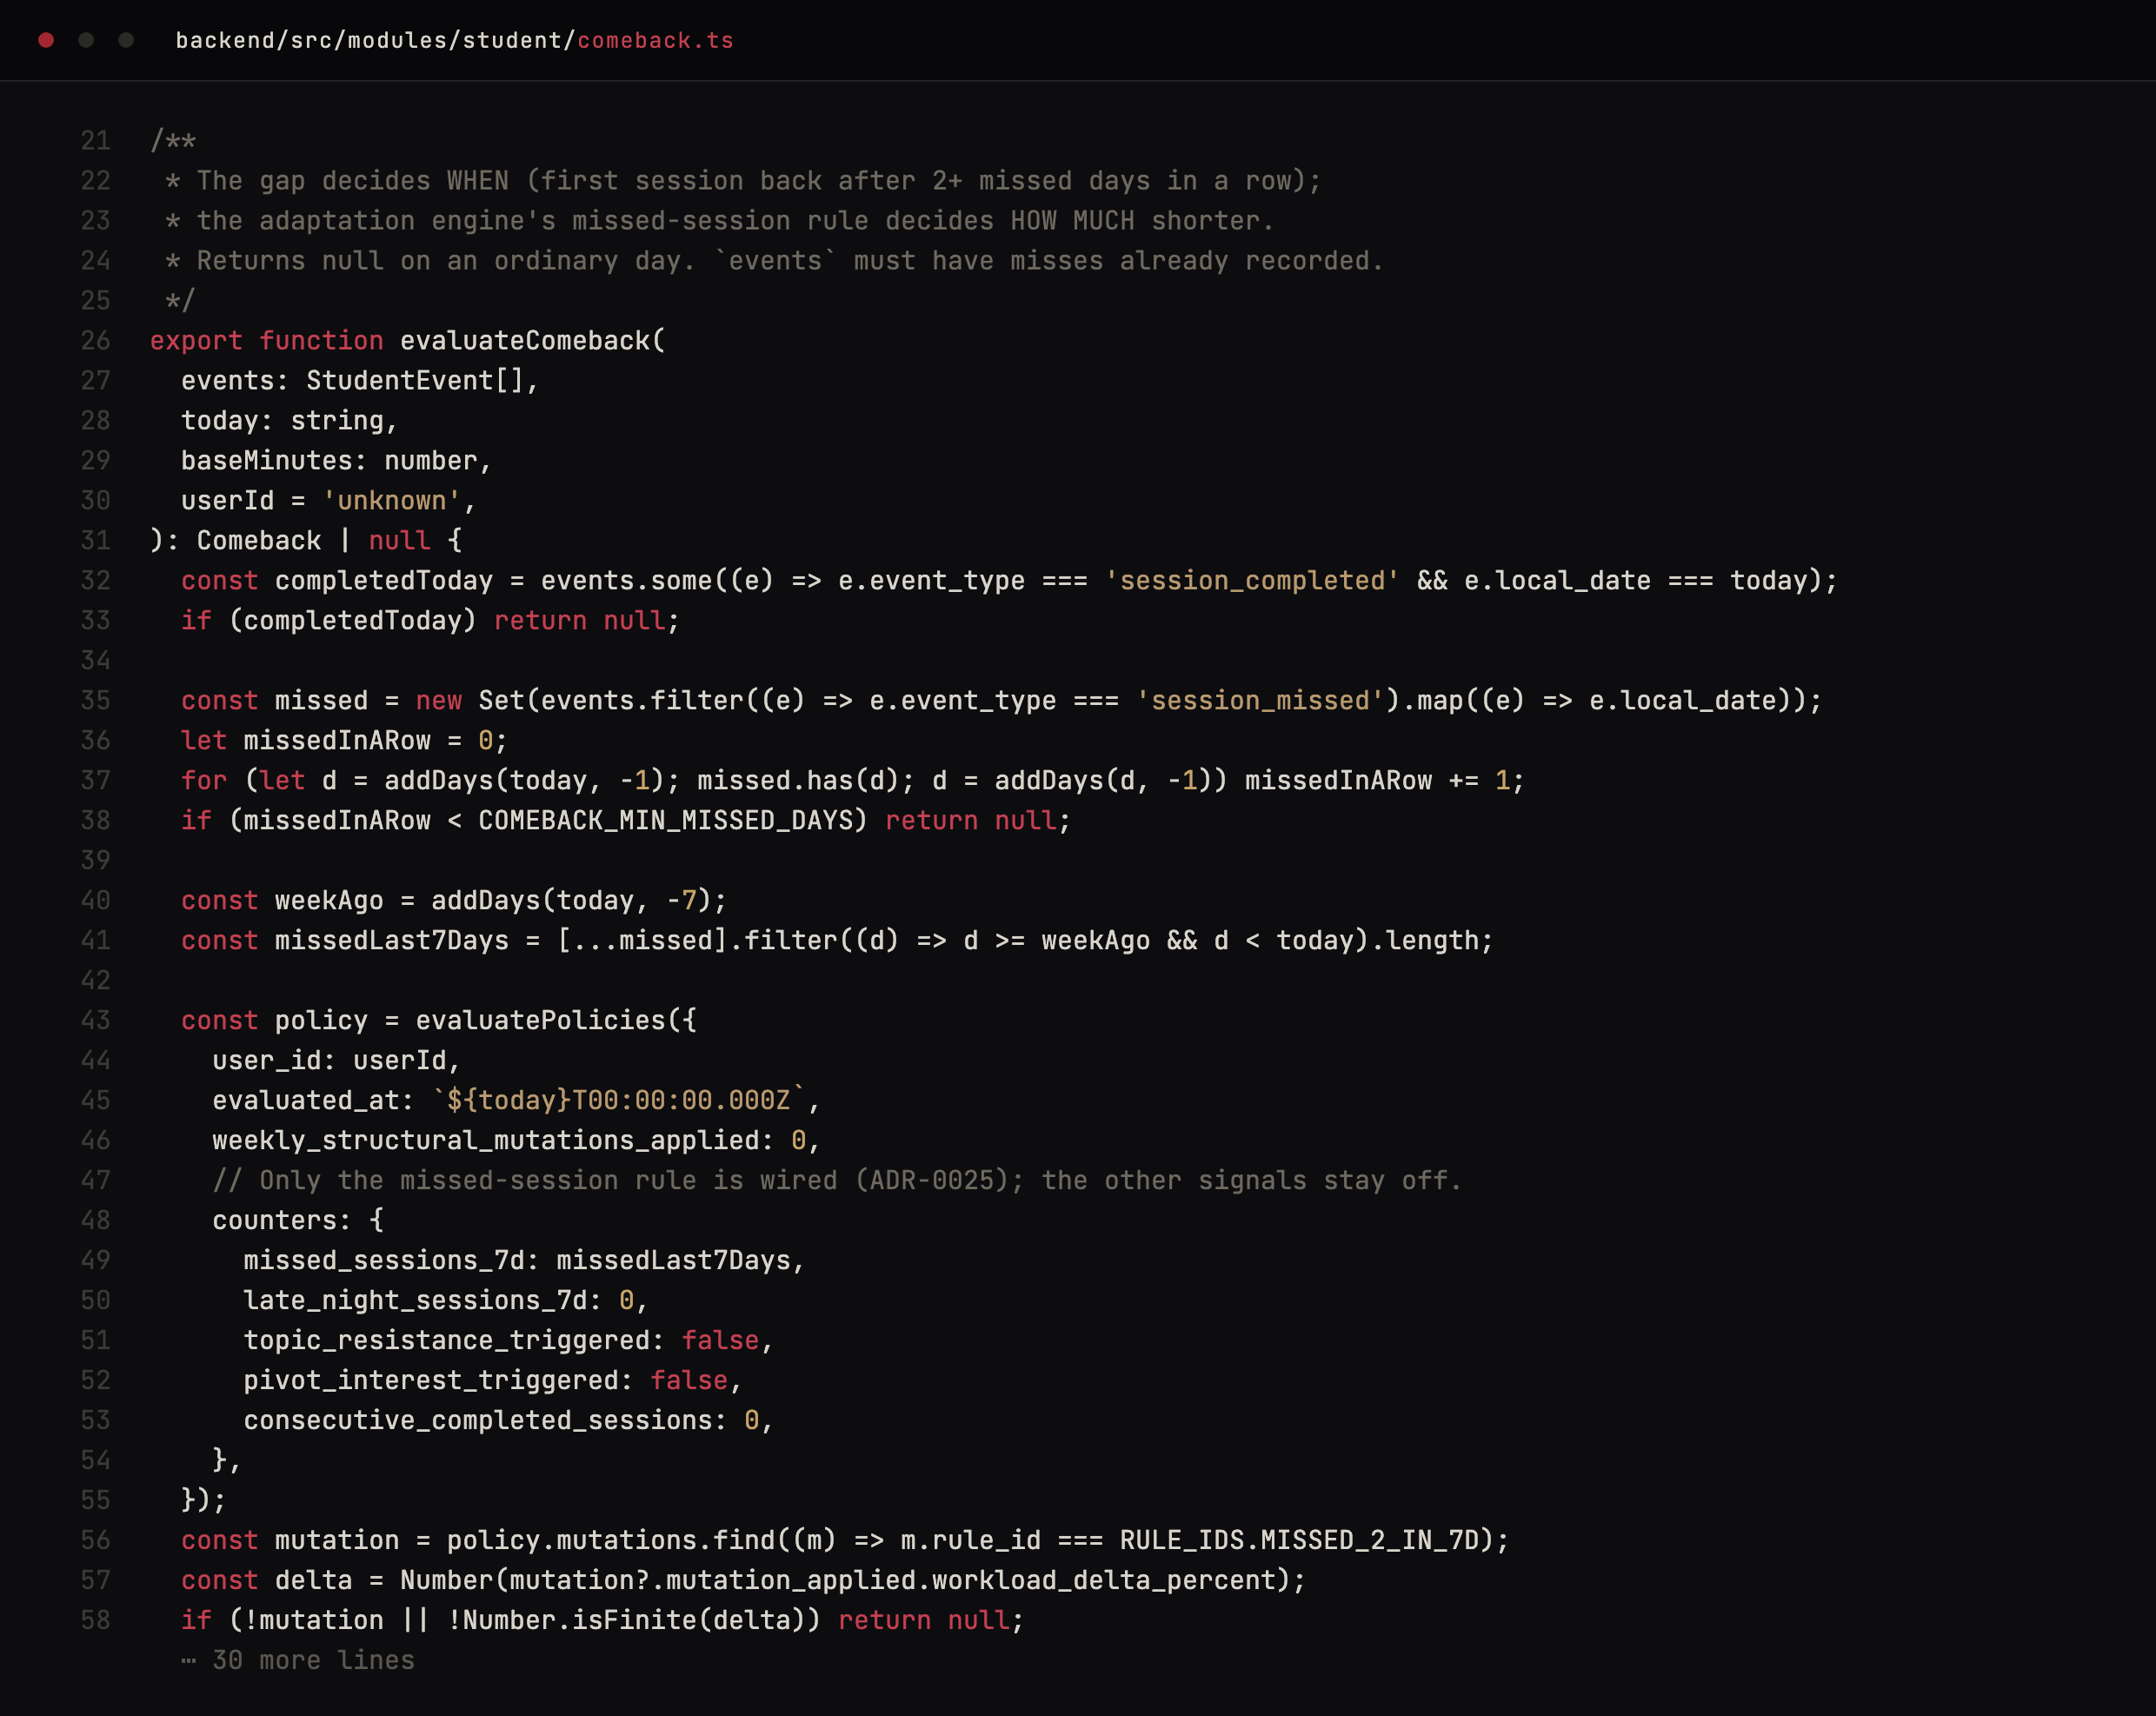 backend/src/modules/student/comeback.ts
21 /**
22  * The gap decides WHEN (first session back after 2+ missed days in a row);
23  * the adaptation engine's missed-session rule decides HOW MUCH shorter.
24  * Returns null on an ordinary day. `events` must have misses already recorded.
25  */
26 export function evaluateComeback(
27   events: StudentEvent[],
28   today: string,
29   baseMinutes: number,
30   userId = 'unknown',
31 ): Comeback | null {
32   const completedToday = events.some((e) => e.event_type === 'session_completed' && e.local_date === today);
33   if (completedToday) return null;
34
35   const missed = new Set(events.filter((e) => e.event_type === 'session_missed').map((e) => e.local_date));
36   let missedInARow = 0;
37   for (let d = addDays(today, -1); missed.has(d); d = addDays(d, -1)) missedInARow += 1;
38   if (missedInARow < COMEBACK_MIN_MISSED_DAYS) return null;
39
40   const weekAgo = addDays(today, -7);
41   const missedLast7Days = [...missed].filter((d) => d >= weekAgo && d < today).length;
42
43   const policy = evaluatePolicies({
44     user_id: userId,
45     evaluated_at: `${today}T00:00:00.000Z`,
46     weekly_structural_mutations_applied: 0,
47     // Only the missed-session rule is wired (ADR-0025); the other signals stay off.
48     counters: {
49       missed_sessions_7d: missedLast7Days,
50       late_night_sessions_7d: 0,
51       topic_resistance_triggered: false,
52       pivot_interest_triggered: false,
53       consecutive_completed_sessions: 0,
54     },
55   });
56   const mutation = policy.mutations.find((m) => m.rule_id === RULE_IDS.MISSED_2_IN_7D);
57   const delta = Number(mutation?.mutation_applied.workload_delta_percent);
58   if (!mutation || !Number.isFinite(delta)) return null;
⋯ 30 more lines